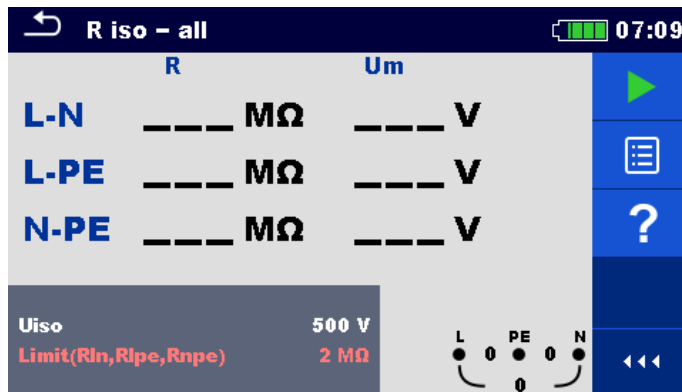 R iso – all 07:09
R Um
L-N ___ MΩ ___ V
L-PE ___ MΩ ___ V
N-PE ___ MΩ ___ V
?
Uiso 500 V
Limit(Rln,Rlpe,Rnpe) 2 MΩ
L PE N
0 0
0